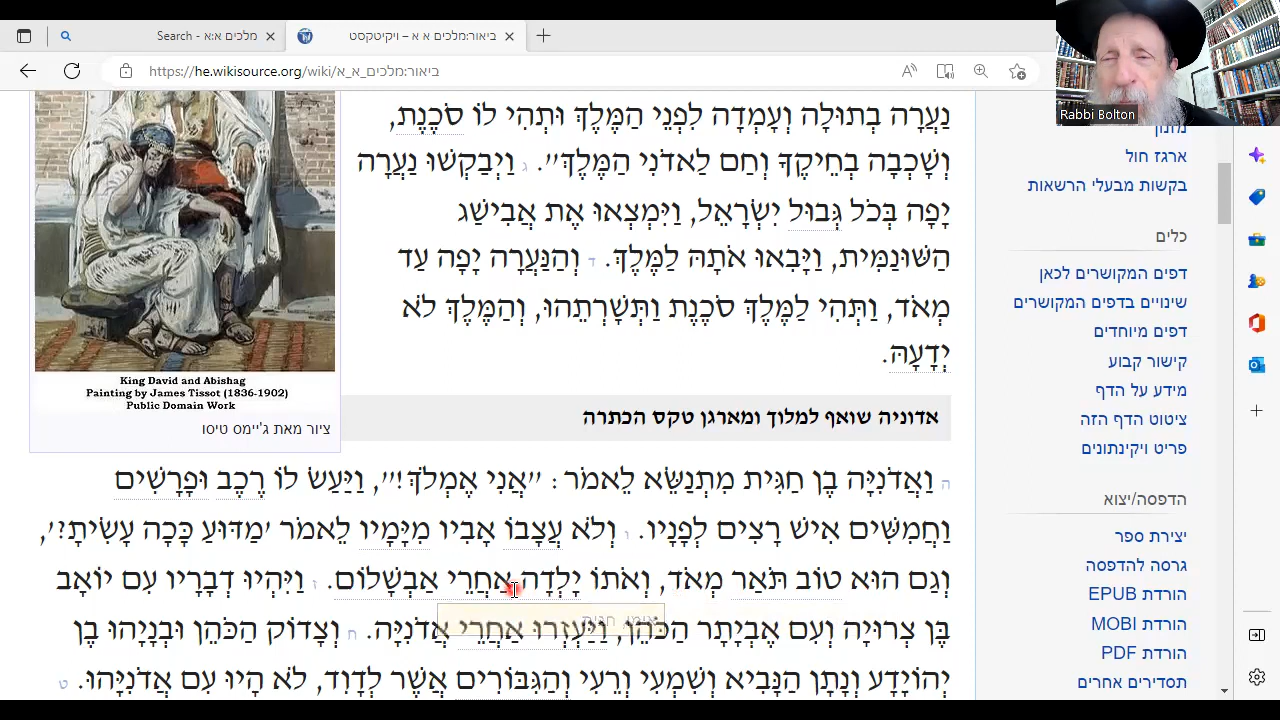 מלכים א:א - Search
ביאור:מלכים א א – ויקיטקסט
https://he.wikisource.org/wiki/ביאור:מלכים_א_א
Rabbi Bolton
נַעֲרָה בְתוּלָה וְעָמְדָה לִפְנֵי הַמֶּלֶךְ וּתְהִי לוֹ סֹכֶנֶת,
וְשָׁכְבָה בְחֵיקֶךָ וְחַם לַאדֹנִי הַמֶּלֶךְ". ג וַיְבַקְשׁוּ נַעֲרָה
יָפָה בְּכֹל גְּבוּל יִשְׂרָאֵל, וַיִּמְצְאוּ אֶת אֲבִישַׁג
הַשּׁוּנַמִּית, וַיָּבִאוּ אֹתָהּ לַמֶּלֶךְ. ד וְהַנַּעֲרָה יָפָה עַד
מְאֹד, וַתְּהִי לַמֶּלֶךְ סֹכֶנֶת וַתְּשָׁרְתֵהוּ, וְהַמֶּלֶךְ לֹא
יְדָעָהּ.
King David and Abishag
Painting by James Tissot (1836-1902)
Public Domain Work
ציור מאת ג'יימס טיסו
אדוניה שואף למלוך ומארגן טקס הכתרה
ה וַאֲדֹנִיָּה בֶן חַגִּית מִתְנַשֵּׂא לֵאמֹר: "אֲנִי אֶמְלֹךְ!", וַיַּעַשׂ לוֹ רֶכֶב וּפָרָשִׁים
וַחֲמִשִּׁים אִישׁ רָצִים לְפָנָיו. ו וְלֹא עֲצָבוֹ אָבִיו מִיָּמָיו לֵאמֹר 'מַדּוּעַ כָּכָה עָשִׂיתָ?',
וְגַם הוּא טוֹב תֹּאַר מְאֹד, וְאֹתוֹ יָלְדָה אַחֲרֵי אַבְשָׁלוֹם. ז וַיִּהְיוּ דְבָרָיו עִם יוֹאָב
בֶּן צְרוּיָה וְעִם אֶבְיָתָר הַכֹּהֵן, וַיַּעְזְרוּ אַחֲרֵי אֲדֹנִיָּה. ח וְצָדוֹק הַכֹּהֵן וּבְנָיָהוּ בֶן
אימו, חגית
יְהוֹיָדָע וְנָתָן הַנָּבִיא וְשִׁמְעִי וְרֵעִי וְהַגִּבּוֹרִים אֲשֶׁר לְדָוִד, לֹא הָיוּ עִם אֲדֹנִיָּהוּ. ט
מזנון
ארגז חול
בקשות מבעלי הרשאות
כלים
דפים המקושרים לכאן
שינויים בדפים המקושרים
דפים מיוחדים
קישור קבוע
מידע על הדף
ציטוט הדף הזה
פריט ויקינתונים
הדפסה/יצוא
יצירת ספר
הורדה מהגרסה
הורדת EPUB
הורדת MOBI
הורדת PDF
תסדירים אחרים